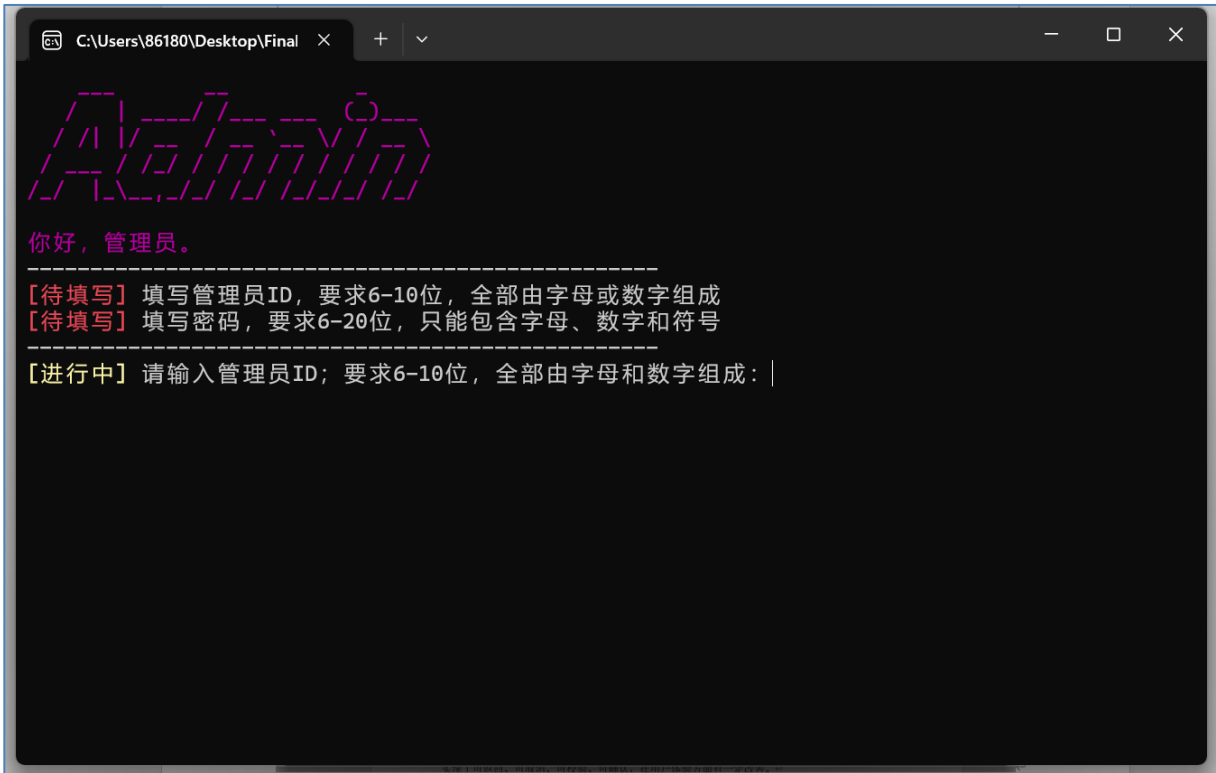 C:\Users\86180\Desktop\Final
Admin
你好，管理员。
[待填写] 填写管理员ID，要求6-10位，全部由字母或数字组成
[待填写] 填写密码，要求6-20位，只能包含字母、数字和符号
[进行中] 请输入管理员ID；要求6-10位，全部由字母和数字组成：